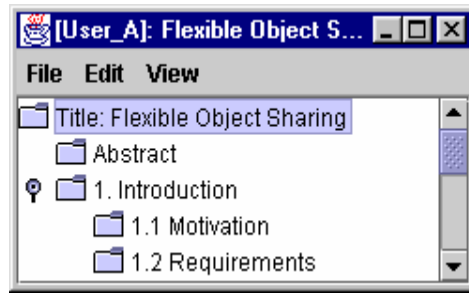 [User_A]: Flexible Object S...
File Edit View
Title: Flexible Object Sharing
Abstract
1. Introduction
1.1 Motivation
1.2 Requirements